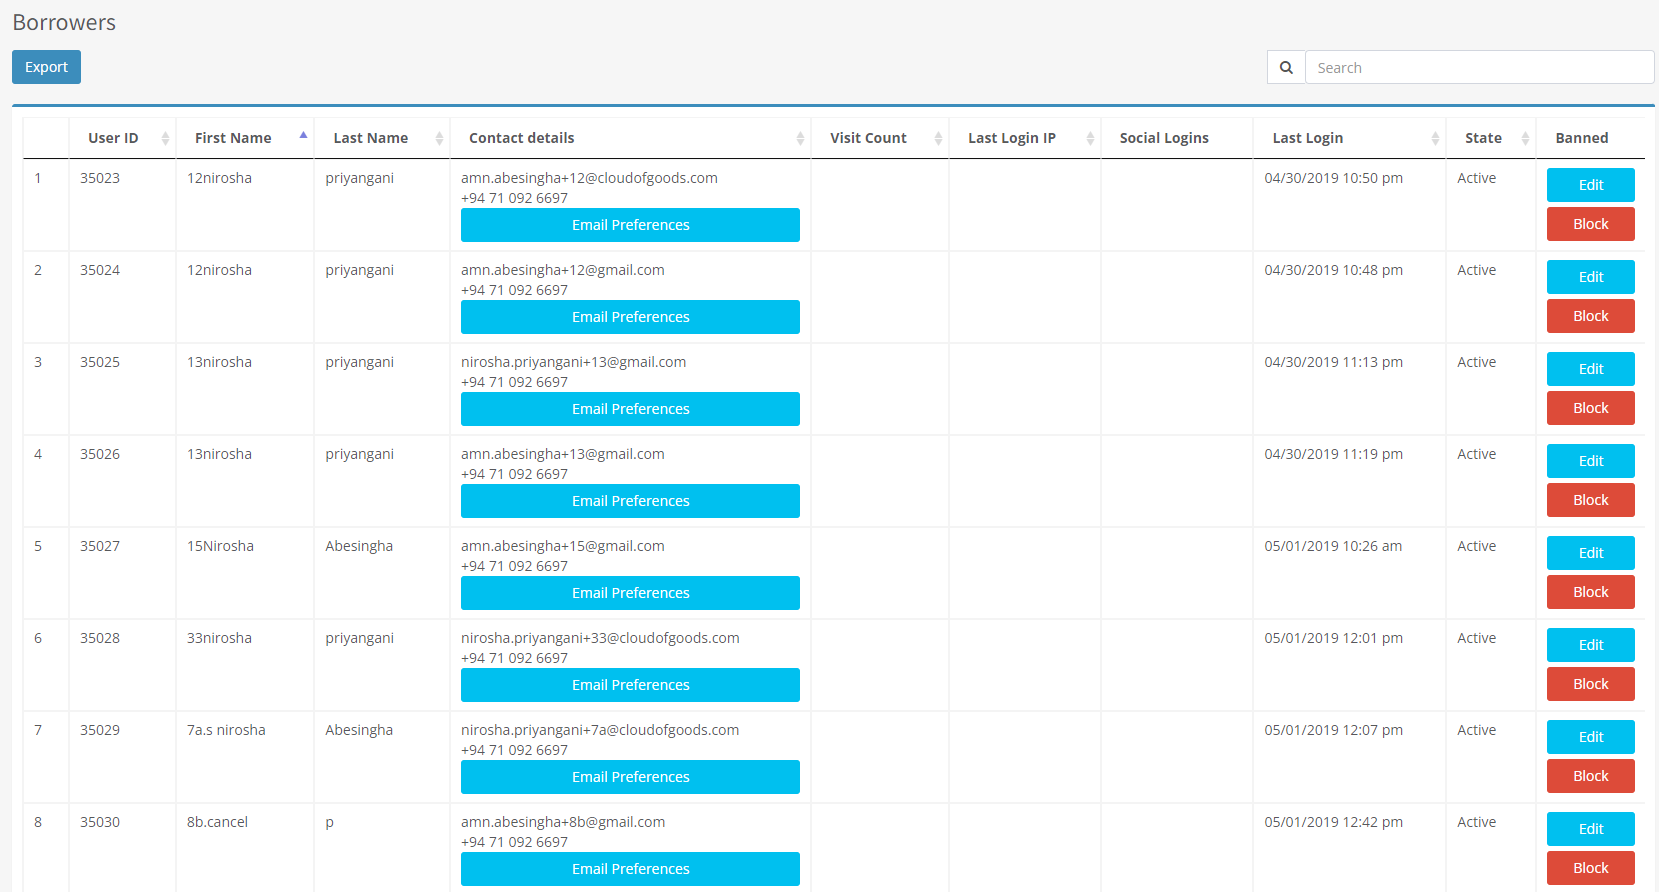 Borrowers
Export
Search
User ID First Name Last Name Contact details Visit Count Last Login IP Social Logins Last Login State Banned
1 35023 12nirosha priyangani amn.abesingha+12@cloudofgoods.com 04/30/2019 10:50 pm Active Edit
+94 71 092 6697
Email Preferences Block
2 35024 12nirosha priyangani amn.abesingha+12@gmail.com 04/30/2019 10:48 pm Active Edit
+94 71 092 6697
Email Preferences Block
3 35025 13nirosha priyangani nirosha.priyangani+13@gmail.com 04/30/2019 11:13 pm Active Edit
+94 71 092 6697
Email Preferences Block
4 35026 13nirosha priyangani amn.abesingha+13@gmail.com 04/30/2019 11:19 pm Active Edit
+94 71 092 6697
Email Preferences Block
5 35027 15Nirosha Abesingha amn.abesingha+15@gmail.com 05/01/2019 10:26 am Active Edit
+94 71 092 6697
Email Preferences Block
6 35028 33nirosha priyangani nirosha.priyangani+33@cloudofgoods.com 05/01/2019 12:01 pm Active Edit
+94 71 092 6697
Email Preferences Block
7 35029 7a.s nirosha Abesingha nirosha.priyangani+7a@cloudofgoods.com 05/01/2019 12:07 pm Active Edit
+94 71 092 6697
Email Preferences Block
8 35030 8b.cancel p amn.abesingha+8b@gmail.com 05/01/2019 12:42 pm Active Edit
+94 71 092 6697
Email Preferences Block